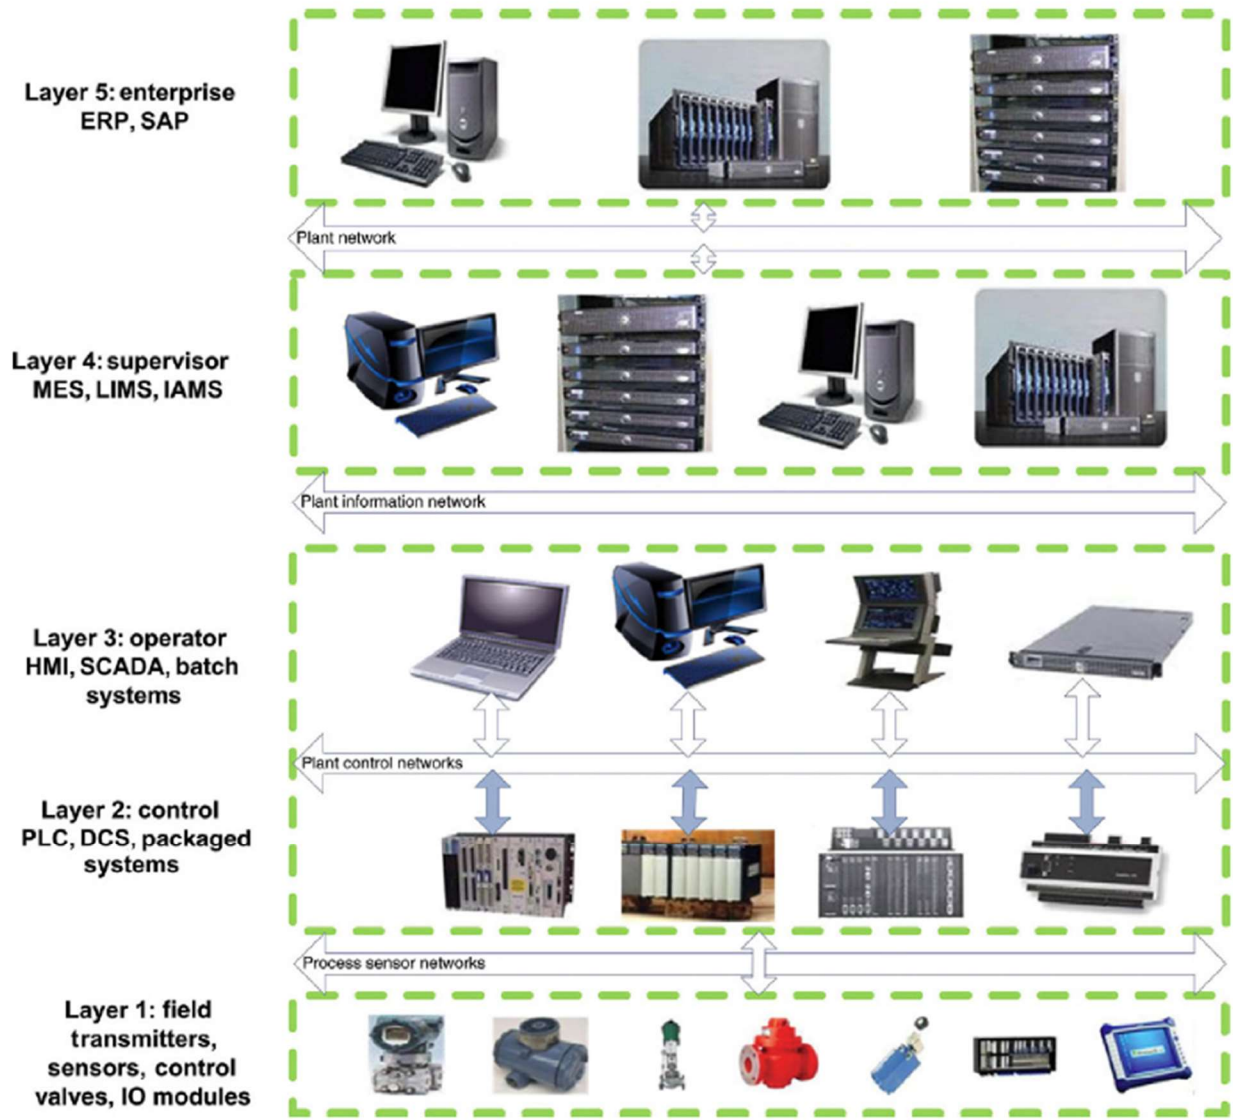 Layer 5: enterprise
ERP, SAP
Plant network
Layer 4: supervisor
MES, LIMS, IAMS
Plant information network
Layer 3: operator
HMI, SCADA, batch
systems
Plant control networks
Layer 2: control
PLC, DCS, packaged
systems
Process sensor networks
Layer 1: field
transmitters,
sensors, control
valves, IO modules